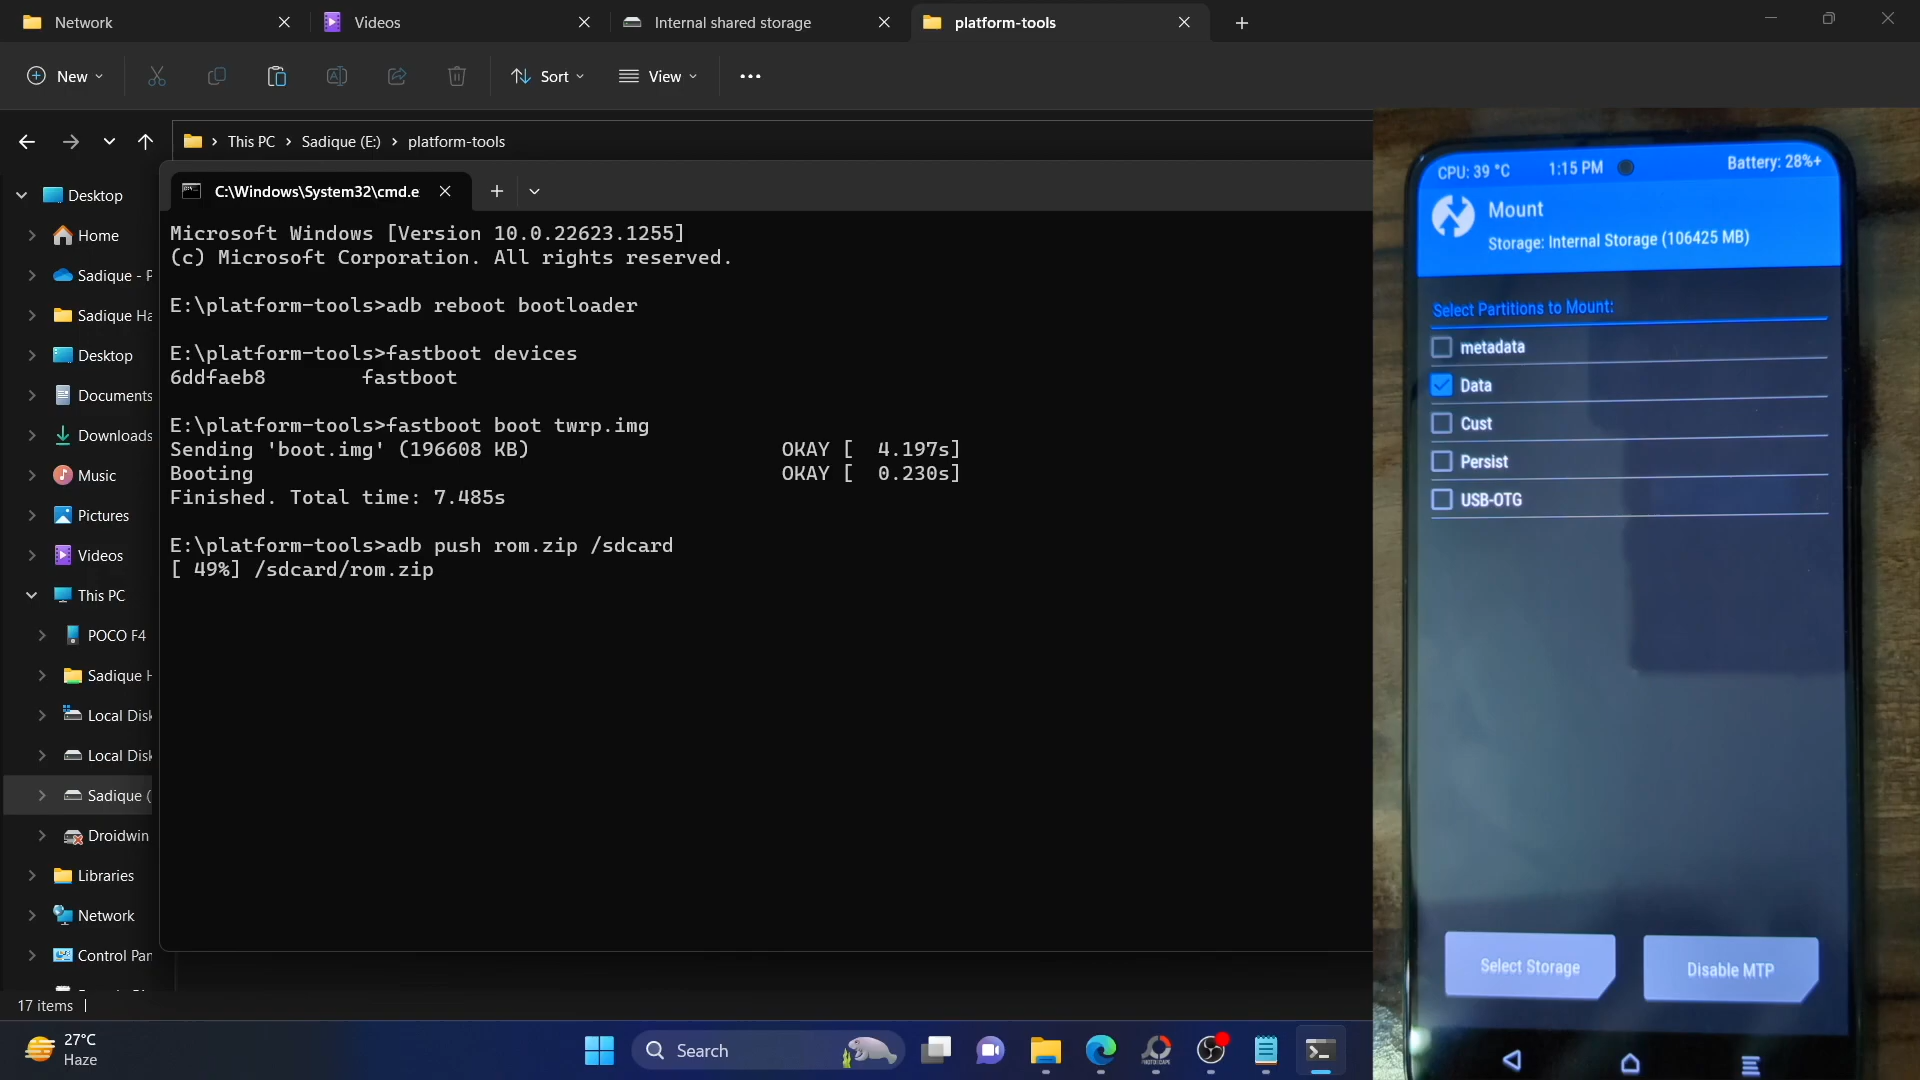 Network
Videos
Internal shared storage
platform-tools
New
Sort
View
This PC
Sadique (E:)
platform-tools
C:\Windows\System32\cmd.e
Desktop
Home
Sadique - P
Sadique Ha
Desktop
Documents
Downloads
Music
Pictures
Videos
This PC
POCO F4
Sadique H
Local Disk
Local Disk
Sadique (
Droidwin
Libraries
Network
Control Pan
17 items
Microsoft Windows [Version 10.0.22623.1255]
(c) Microsoft Corporation. All rights reserved.
E:\platform-tools>adb reboot bootloader
E:\platform-tools>fastboot devices
6ddfaeb8        fastboot
E:\platform-tools>fastboot boot twrp.img
Sending 'boot.img' (196608 KB)                     OKAY [  4.197s]
Booting                                            OKAY [  0.230s]
Finished. Total time: 7.485s
E:\platform-tools>adb push rom.zip /sdcard
[ 49%] /sdcard/rom.zip
CPU: 39 °C 1:15 PM Battery: 28%+
Mount
Storage: Internal Storage (106425 MB)
Select Partitions to Mount:
metadata
Data
Cust
Persist
USB-OTG
Select Storage
Disable MTP
27°C
Haze
Search